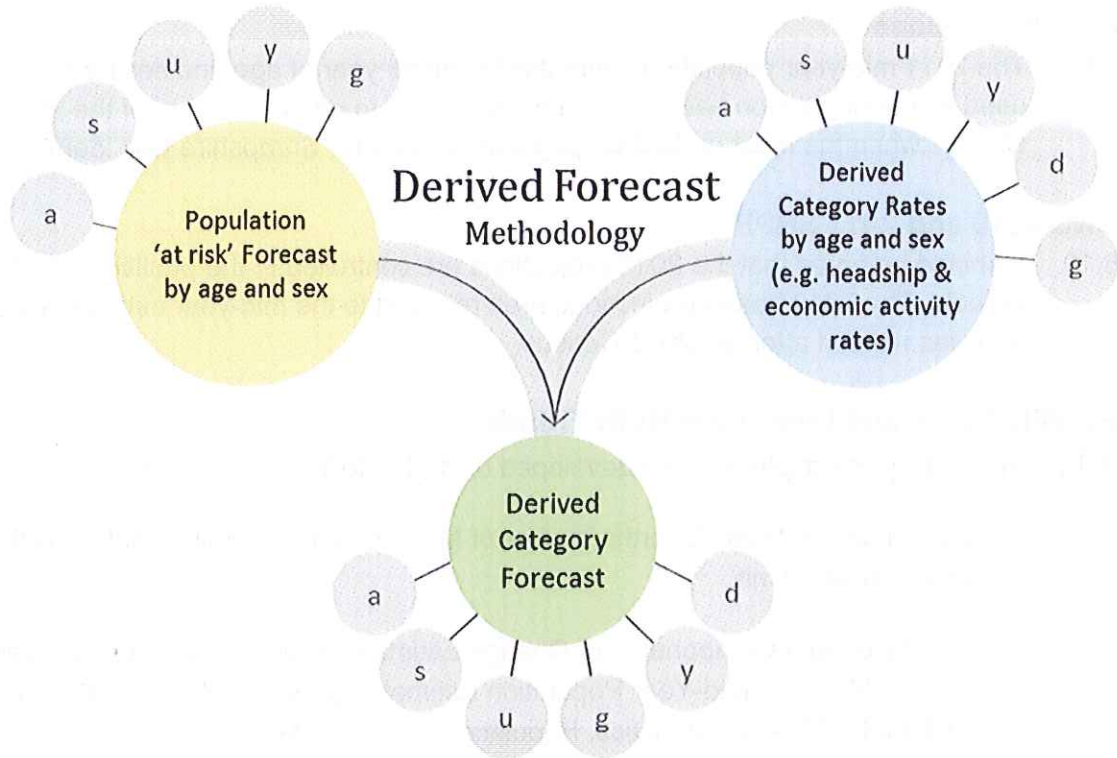 u
y
g
s
a
Population
‘at risk’ Forecast
by age and sex
Derived Forecast
Methodology
a
s
u
y
d
g
Derived
Category Rates
by age and sex
(e.g. headship &
economic activity
rates)
Derived
Category
Forecast
a
s
u
g
y
d